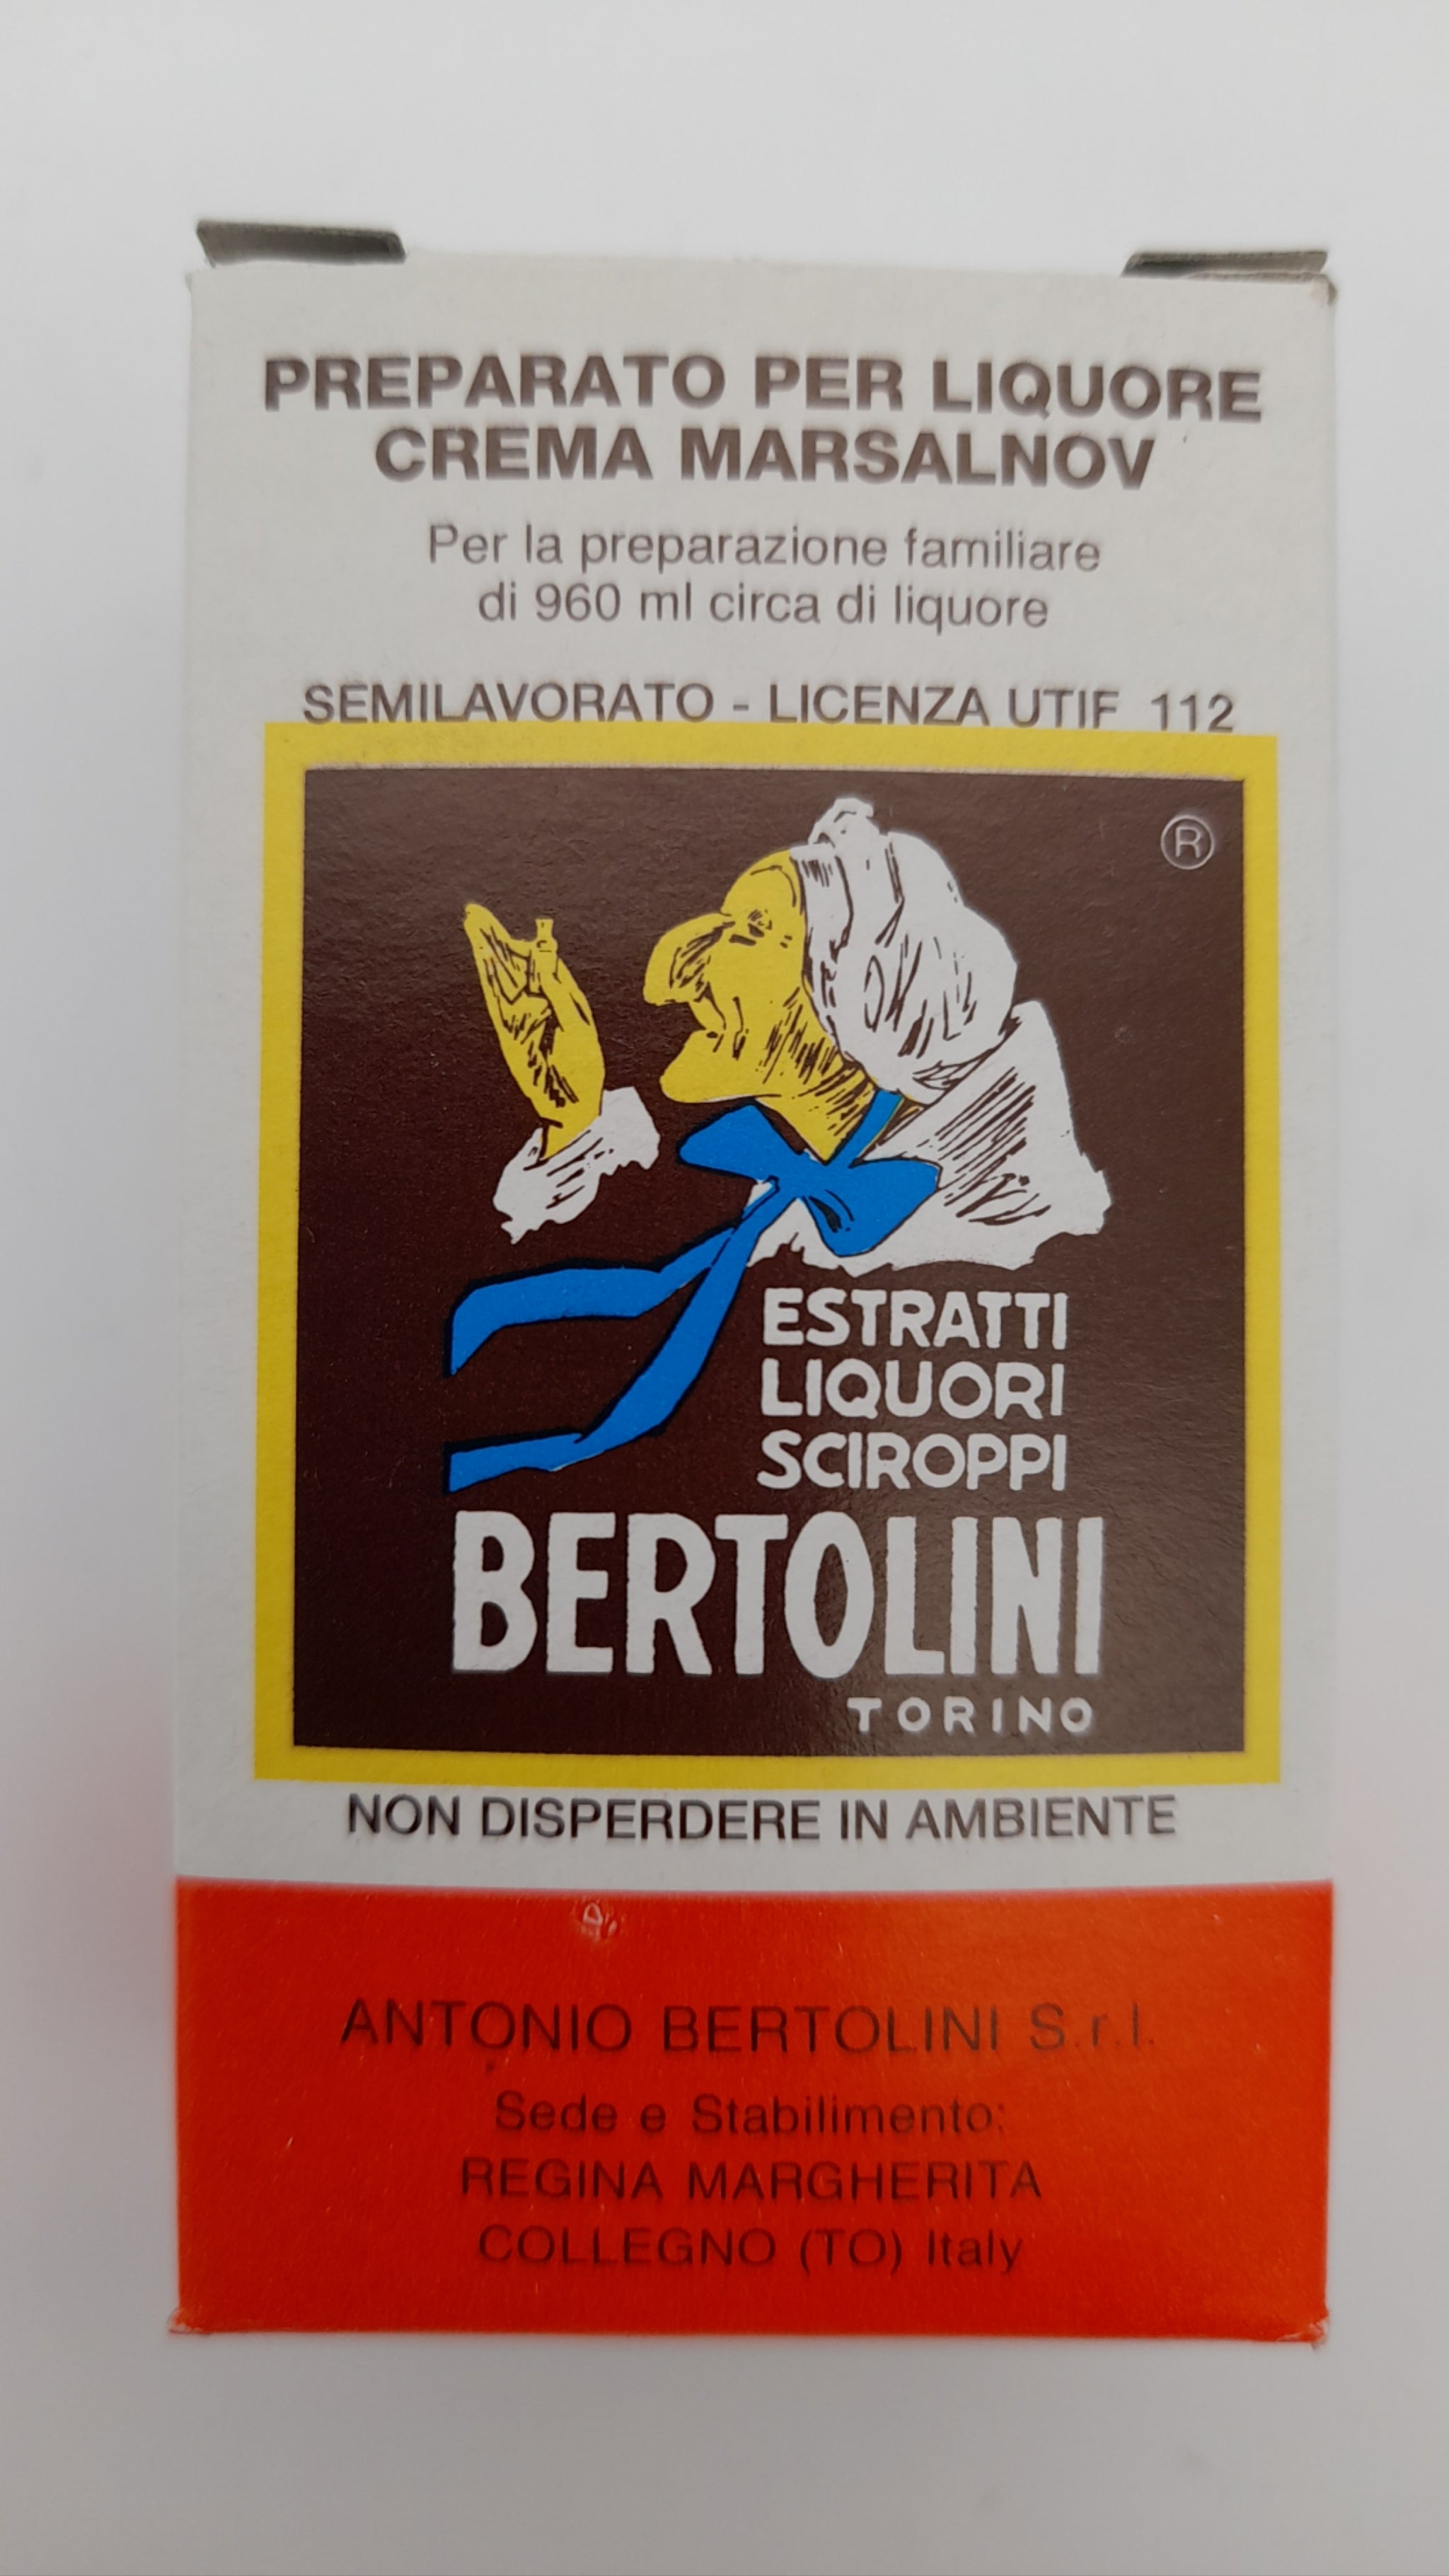 PREPARATO PER LIQUORE
CREMA MARSALNOV
Per la preparazione familiare
di 960 ml circa di liquore
SEMILAVORATO - LICENZA UTIF 112
®
ESTRATTI
LIQUORI
SCIROPPI
BERTOLINI
TORINO
NON DISPERDERE IN AMBIENTE
ANTONIO BERTOLINI S.r.l.
Sede e Stabilimento:
REGINA MARGHERITA
COLLEGNO (TO) Italy